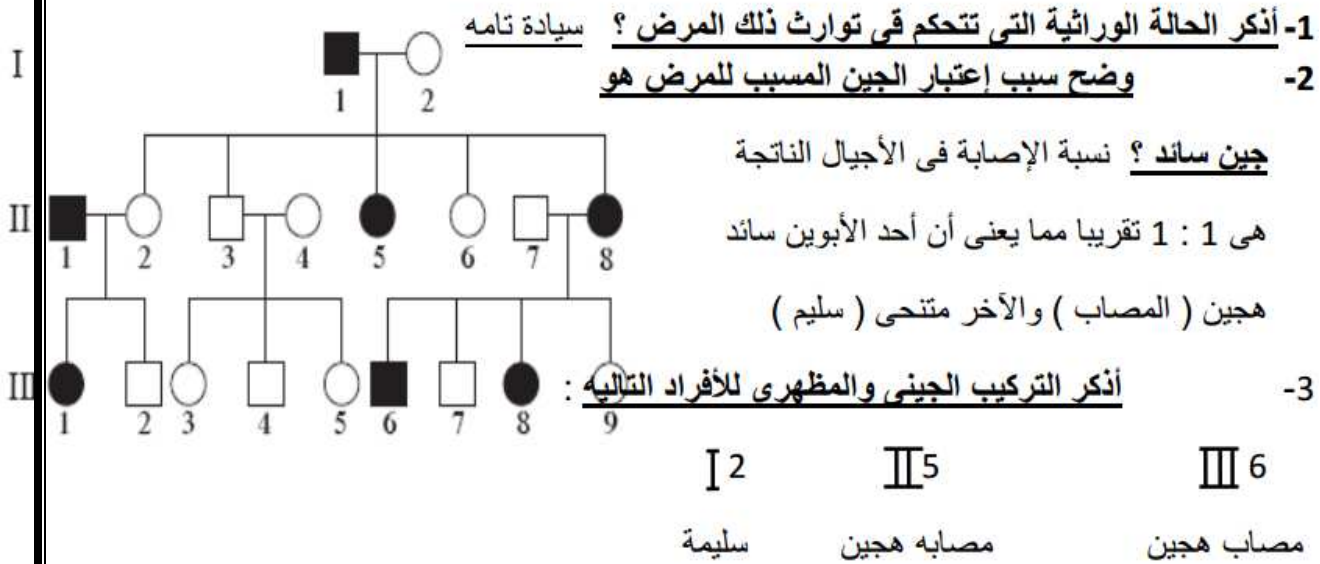 1- أذكر الحالة الوراثية التى تتحكم قى توارث ذلك المرض ؟ سيادة تامه
2- وضح سبب إعتبار الجين المسبب للمرض هو
جين سائد ؟ نسبة الإصابة فى الأجيال الناتجة
هى 1 : 1 تقريبا مما يعنى أن أحد الأبوين سائد
هجين ( المصاب ) والآخر متنحى ( سليم )
3- أذكر التركيب الجينى والمظهرى للأفراد التاليه :
III 6 II5 I 2
مصاب هجين مصابه هجين سليمة
I
1 2
II
1 2 3 4 5 6 7 8
III
1 2 3 4 5 6 7 8 9